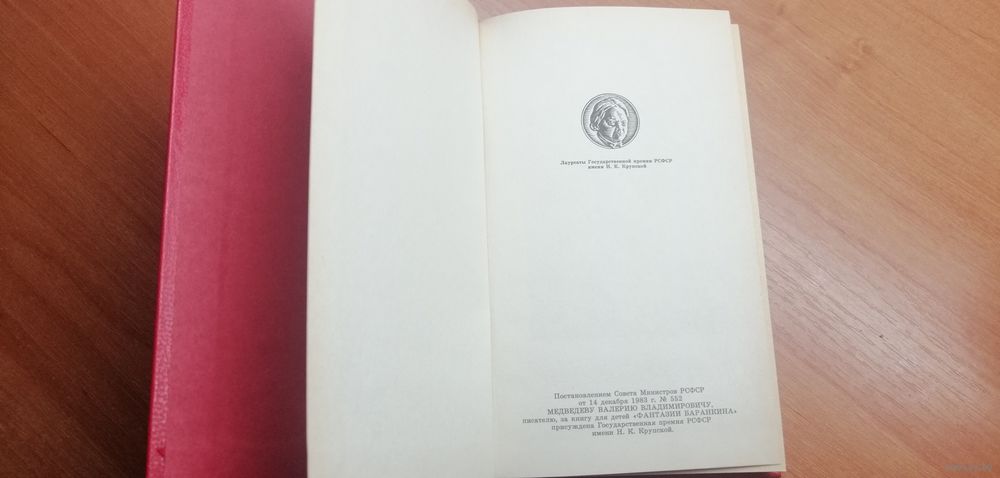 Лауреаты Государственной премии РСФСР
имени Н. К. Крупской
Постановлением Совета Министров РСФСР
от 14 декабря 1983 г. № 552
МЕДВЕДЕВУ ВАЛЕРИЮ ВЛАДИМИРОВИЧУ,
писателю, за книгу для детей «ФАНТАЗИИ БАРАНКИНА»
присуждена Государственная премия РСФСР
имени Н. К. Крупской.